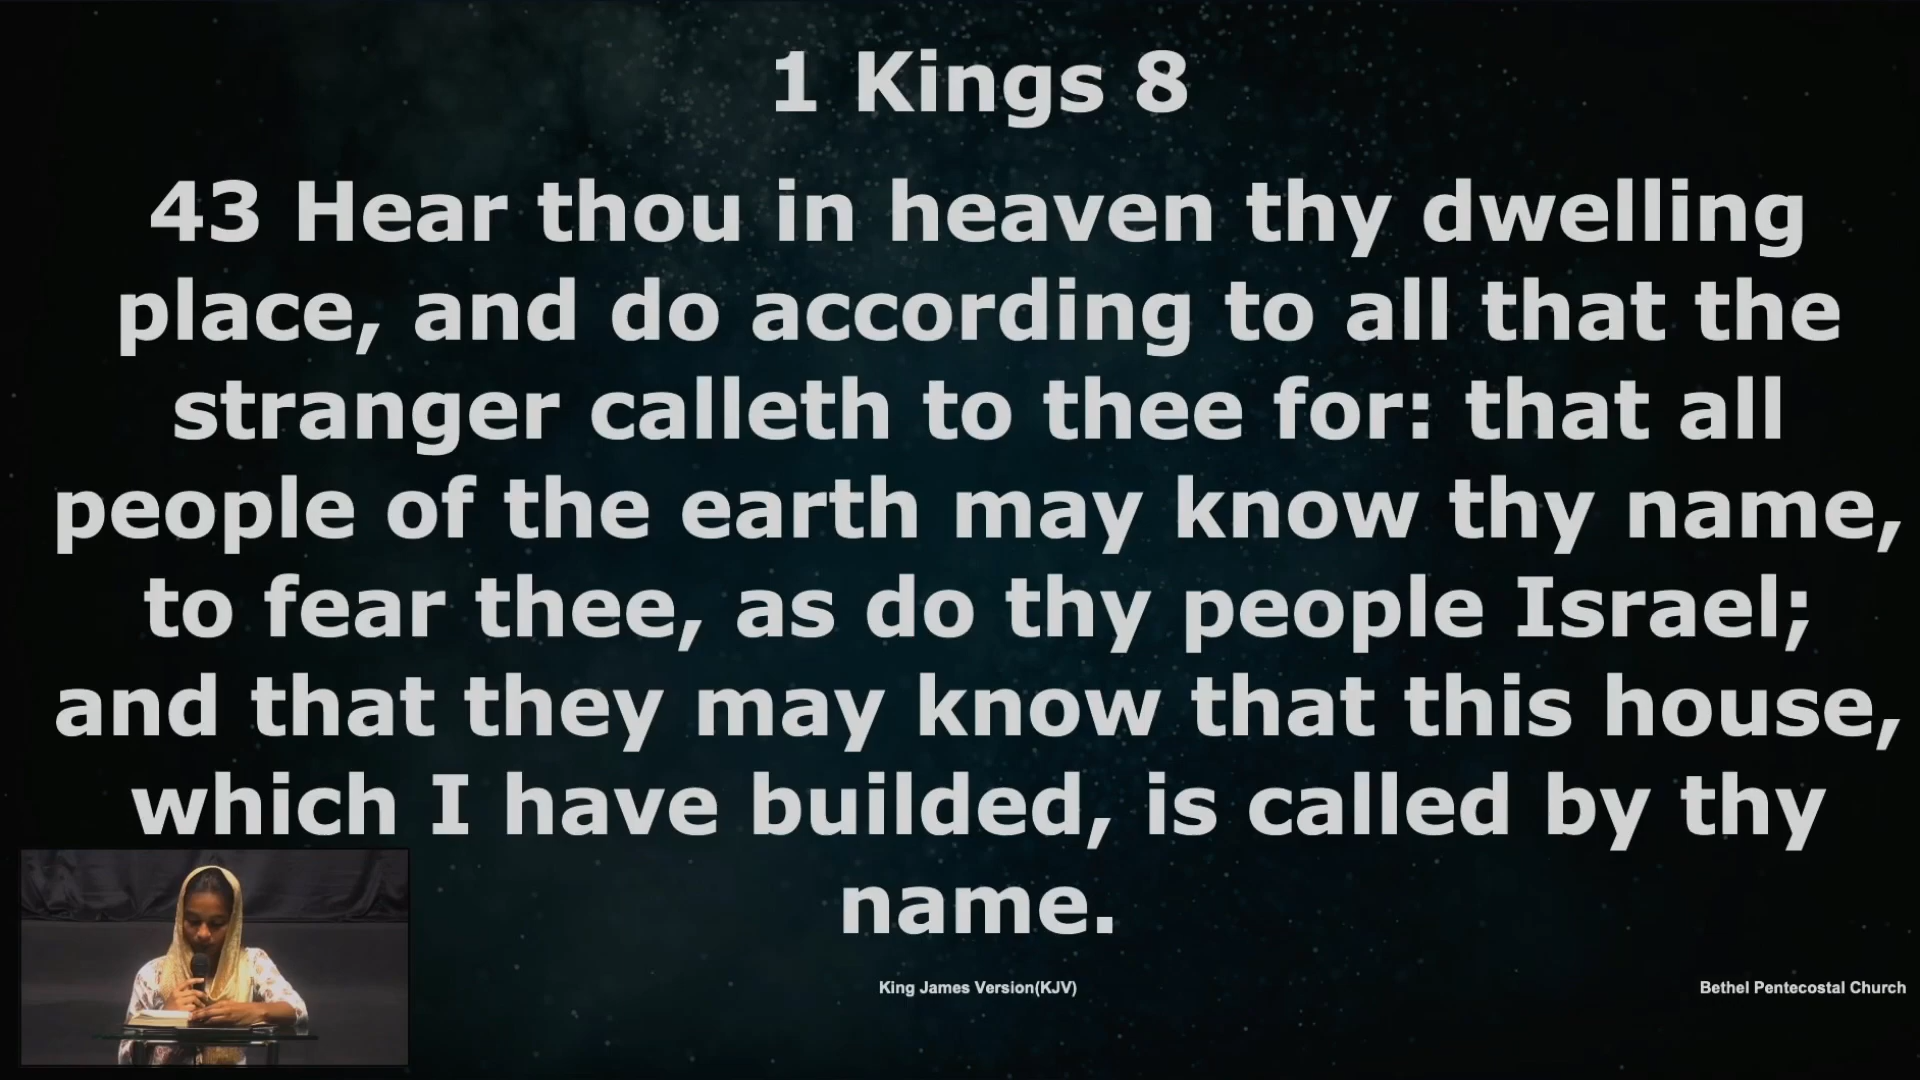 1 Kings 8
43 Hear thou in heaven thy dwelling
place, and do according to all that the
stranger calleth to thee for: that all
people of the earth may know thy name,
to fear thee, as do thy people Israel;
and that they may know that this house,
which I have builded, is called by thy
name.
King James Version(KJV)
Bethel Pentecostal Church